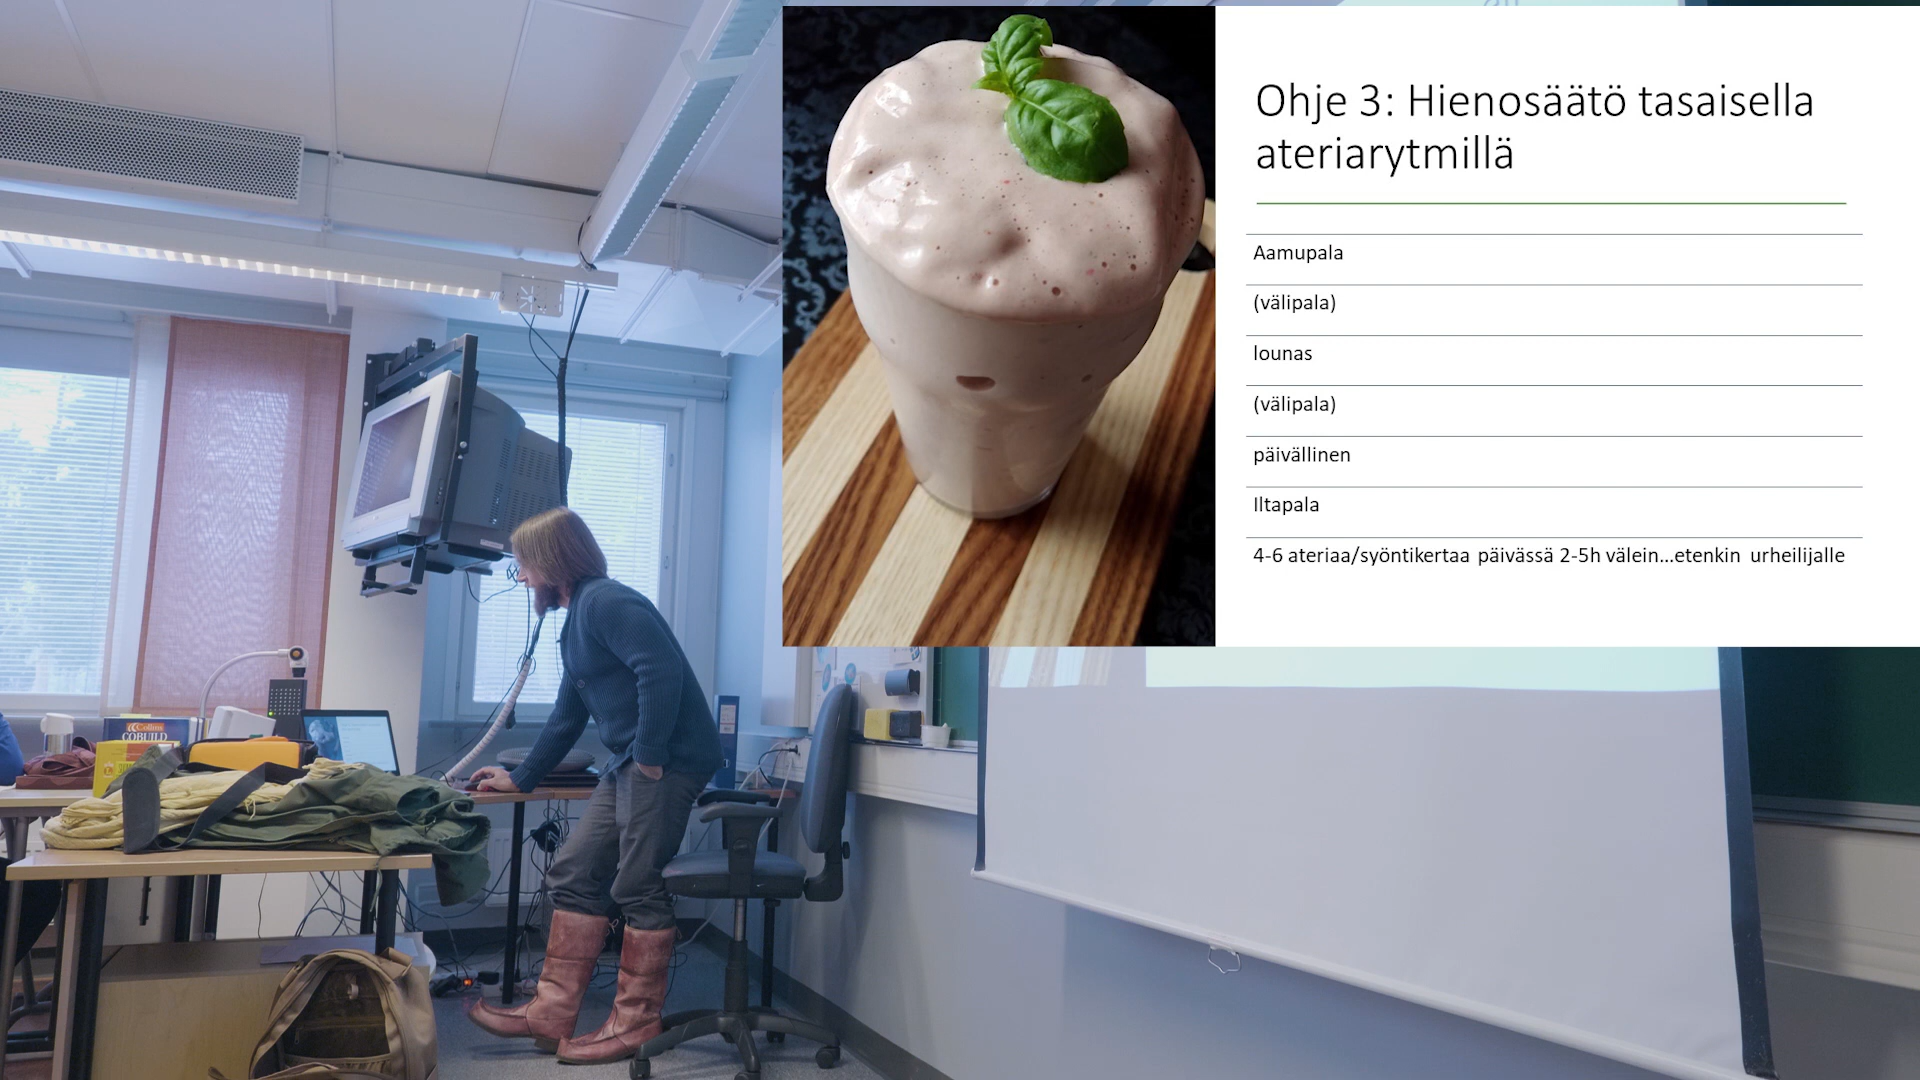 Ohje 3: Hienosäätö tasaisella
ateriarytmillä
Aamupala
(välipala)
lounas
(välipala)
päivällinen
Iltapala
4-6 ateriaa/syöntikertaa päivässä 2-5h välein...etenkin urheilijalle
Collins
COBUILD